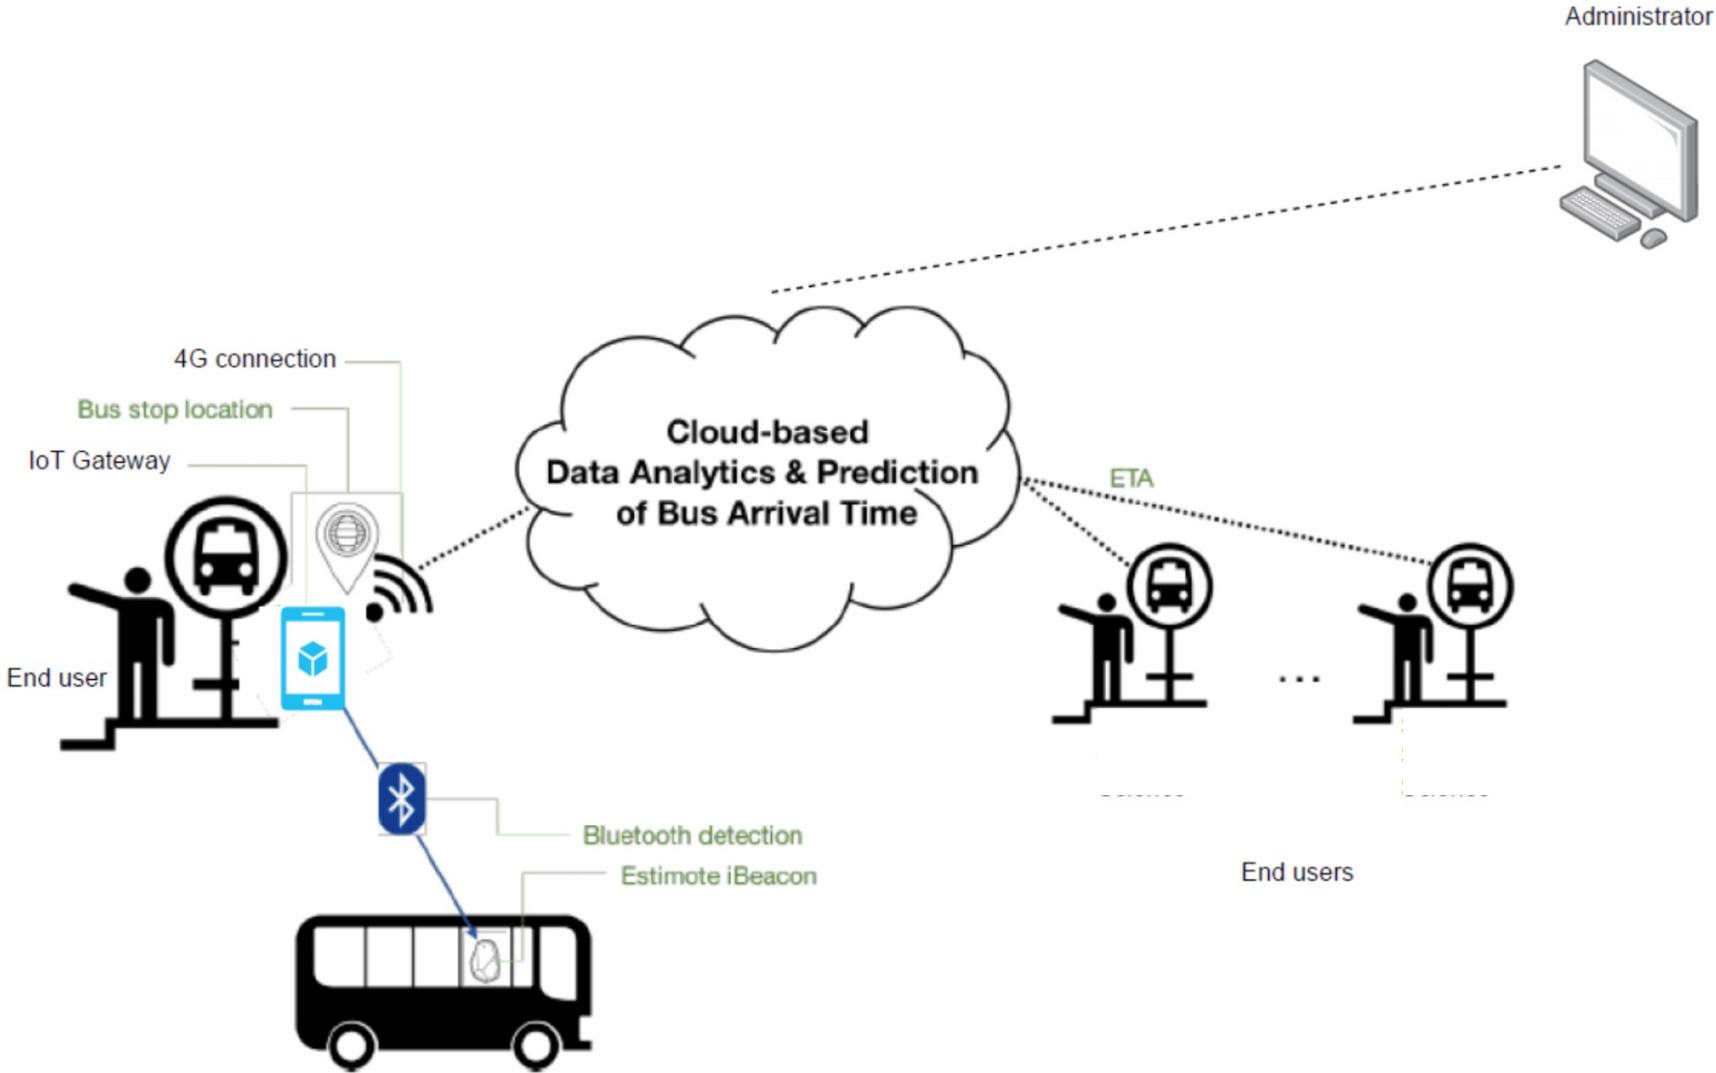 Administrator
4G connection
Bus stop location
IoT Gateway
Cloud-based
Data Analytics & Prediction
of Bus Arrival Time
ETA
End user
...
Bluetooth detection
Estimote iBeacon
End users